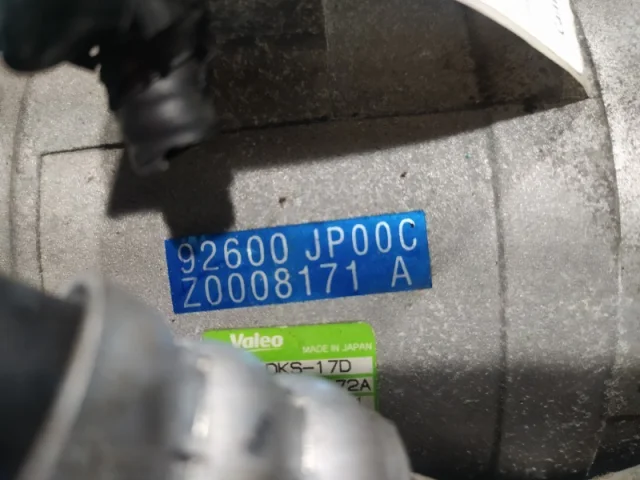 92600 JP00C
Z0008171 A
Valeo MADE IN JAPAN
DKS-17D
72A